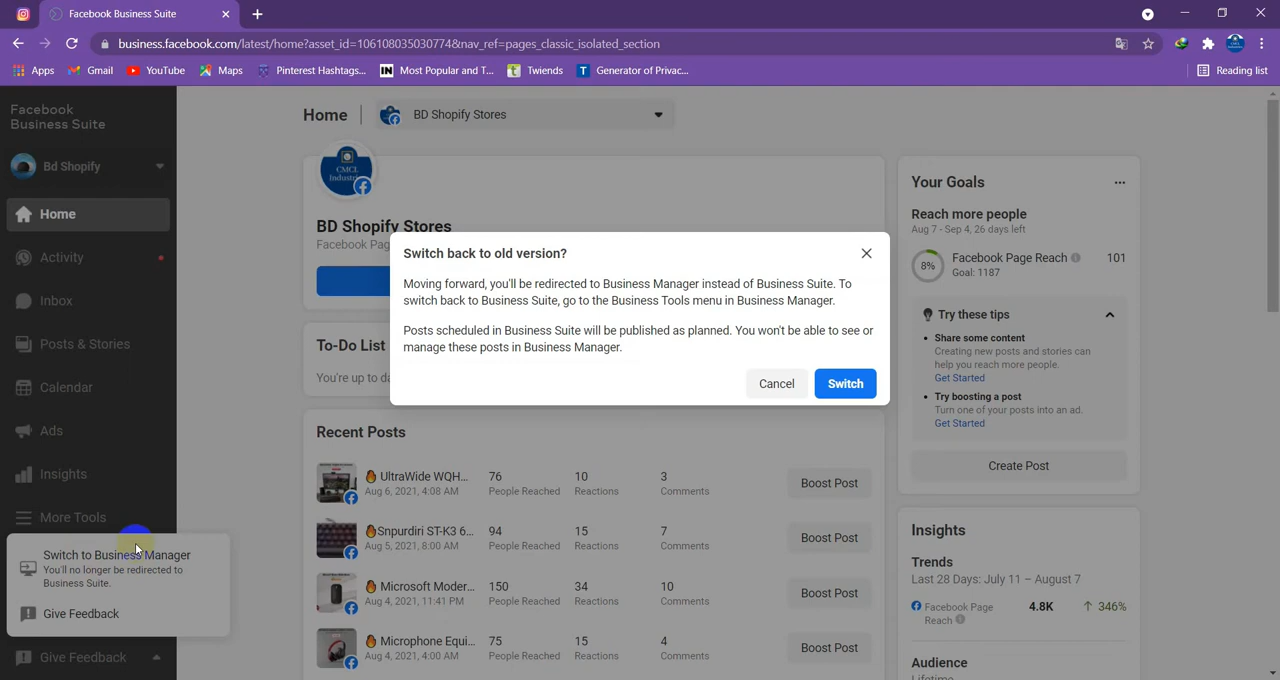 Facebook Business Suite
business.facebook.com/latest/home?asset_id=106108035030774&nav_ref=pages_classic_isolated_section
Apps
Gmail
YouTube
Maps
Pinterest Hashtags...
IN
Most Popular and T...
t
Twiends
T
Generator of Privac...
Reading list
Facebook
Business Suite
Bd Shopify
Home
Activity
Inbox
Posts & Stories
Calendar
Ads
Insights
More Tools
Switch to Business Manager
You'll no longer be redirected to
Business Suite.
Give Feedback
Give Feedback
Home
BD Shopify Stores
CMCL
BD Shopify Stores
Facebook Pag
To-Do List
You're up to da
Switch back to old version?
Moving forward, you'll be redirected to Business Manager instead of Business Suite. To
switch back to Business Suite, go to the Business Tools menu in Business Manager.
Posts scheduled in Business Suite will be published as planned. You won't be able to see or
manage these posts in Business Manager.
Cancel
Switch
Recent Posts
UltraWide WQH... 76 10 3
Aug 6, 2021, 4:08 AM People Reached Reactions Comments
Boost Post
Snpurdiri ST-K3 6... 94 15 7
Aug 5, 2021, 8:00 AM People Reached Reactions Comments
Boost Post
Microsoft Moder... 150 34 10
Aug 4, 2021, 11:41 PM People Reached Reactions Comments
Boost Post
Microphone Equi... 75 15 4
Aug 4, 2021, 4:00 AM People Reached Reactions Comments
Boost Post
Your Goals
Reach more people
Aug 7 - Sep 4, 26 days left
8%
Facebook Page Reach 101
Goal: 1187
Try these tips
• Share some content
Creating new posts and stories can
help you reach more people.
Get Started
• Try boosting a post
Turn one of your posts into an ad.
Get Started
Create Post
Insights
Trends
Last 28 Days: July 11 – August 7
Facebook Page 4.8K ↑ 346%
Reach
Audience
Lifetime